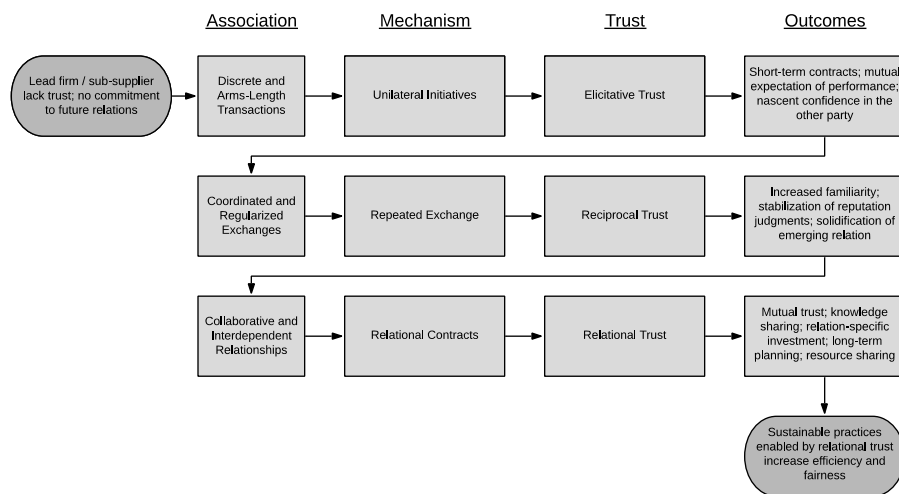 Association
Mechanism
Trust
Outcomes
Lead firm / sub-supplier
lack trust; no commitment
to future relations
Discrete and
Arms-Length
Transactions
Unilateral Initiatives
Elicitative Trust
Short-term contracts; mutual
expectation of performance;
nascent confidence in the
other party
Coordinated and
Regularized
Exchanges
Repeated Exchange
Reciprocal Trust
Increased familiarity;
stabilization of reputation
judgments; solidification of
emerging relation
Collaborative and
Interdependent
Relationships
Relational Contracts
Relational Trust
Mutual trust; knowledge
sharing; relation-specific
investment; long-term
planning; resource sharing
Sustainable practices
enabled by relational trust
increase efficiency and
fairness